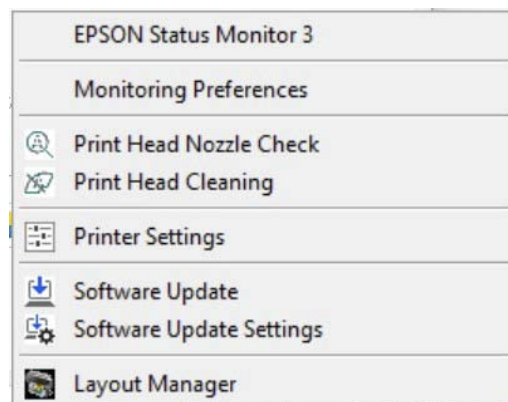 EPSON Status Monitor 3
Monitoring Preferences
Print Head Nozzle Check
Print Head Cleaning
Printer Settings
Software Update
Software Update Settings
Layout Manager